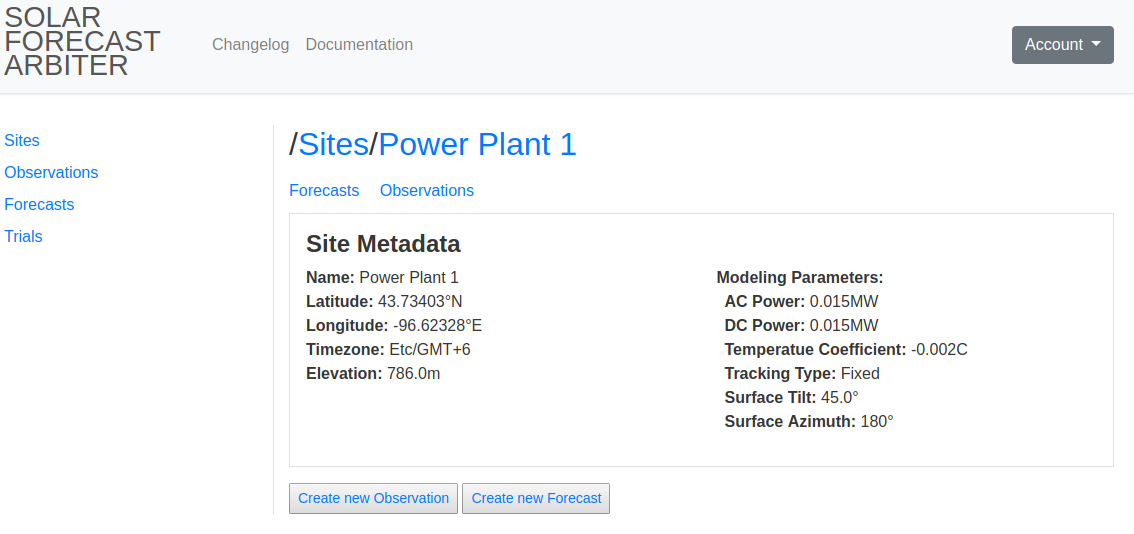 SOLAR
FORECAST
ARBITER
Changelog Documentation
Account
Sites
Observations
Forecasts
Trials
/Sites/Power Plant 1
Forecasts Observations
Site Metadata
Name: Power Plant 1
Latitude: 43.73403°N
Longitude: -96.62328°E
Timezone: Etc/GMT+6
Elevation: 786.0m
Modeling Parameters:
AC Power: 0.015MW
DC Power: 0.015MW
Temperatue Coefficient: -0.002C
Tracking Type: Fixed
Surface Tilt: 45.0°
Surface Azimuth: 180°
Create new Observation Create new Forecast